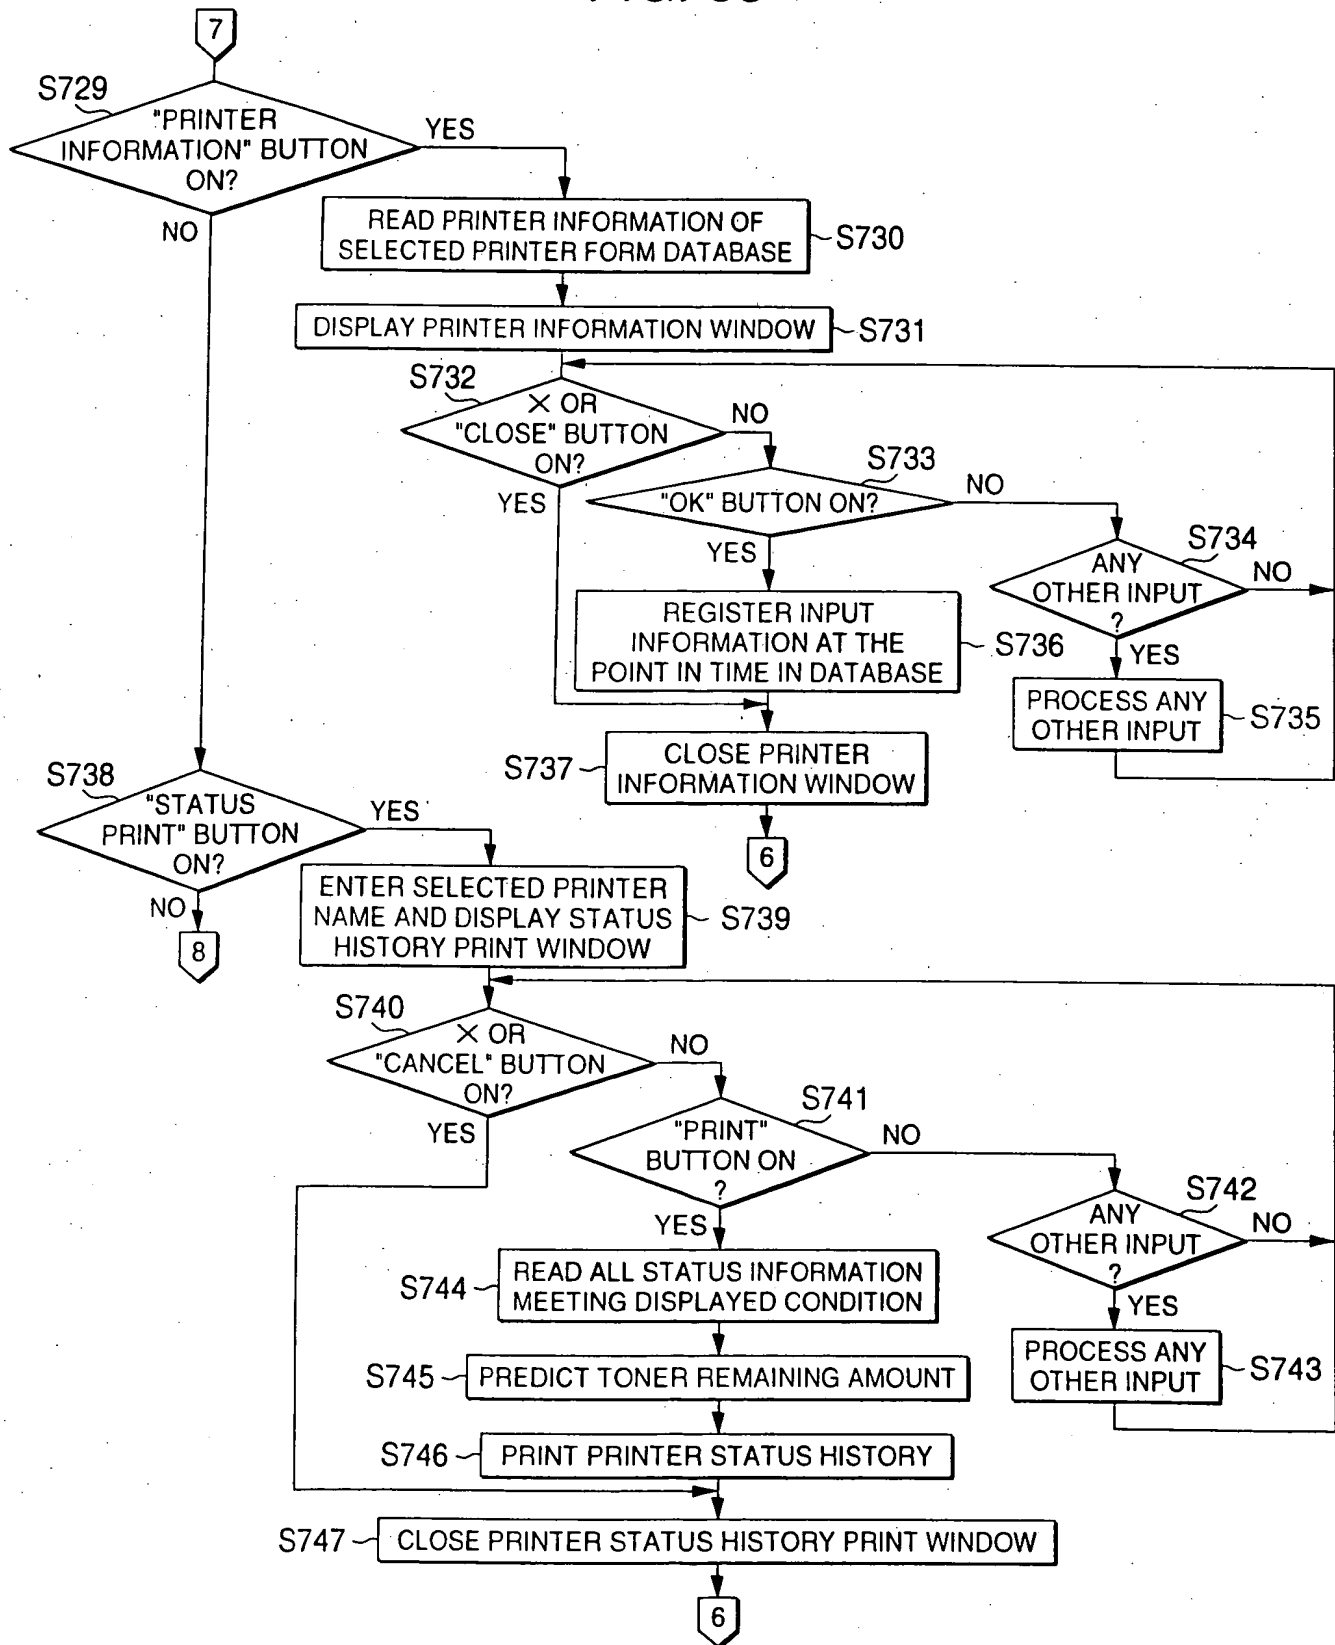 7
S729
"PRINTER
INFORMATION" BUTTON
ON?
YES
NO
READ PRINTER INFORMATION OF
SELECTED PRINTER FORM DATABASE
S730
DISPLAY PRINTER INFORMATION WINDOW
S731
S732
X OR
"CLOSE" BUTTON
ON?
NO
YES
S733
"OK" BUTTON ON?
NO
YES
S734
ANY
OTHER INPUT
?
NO
YES
REGISTER INPUT
INFORMATION AT THE
POINT IN TIME IN DATABASE
S736
PROCESS ANY
OTHER INPUT
S735
S737
CLOSE PRINTER
INFORMATION WINDOW
6
S738
"STATUS
PRINT" BUTTON
ON?
YES
NO
8
ENTER SELECTED PRINTER
NAME AND DISPLAY STATUS
HISTORY PRINT WINDOW
S739
S740
X OR
"CANCEL" BUTTON
ON?
NO
YES
S741
"PRINT"
BUTTON ON
?
NO
YES
S742
ANY
OTHER INPUT
?
NO
YES
S744
READ ALL STATUS INFORMATION
MEETING DISPLAYED CONDITION
PROCESS ANY
OTHER INPUT
S743
S745
PREDICT TONER REMAINING AMOUNT
S746
PRINT PRINTER STATUS HISTORY
S747
CLOSE PRINTER STATUS HISTORY PRINT WINDOW
6